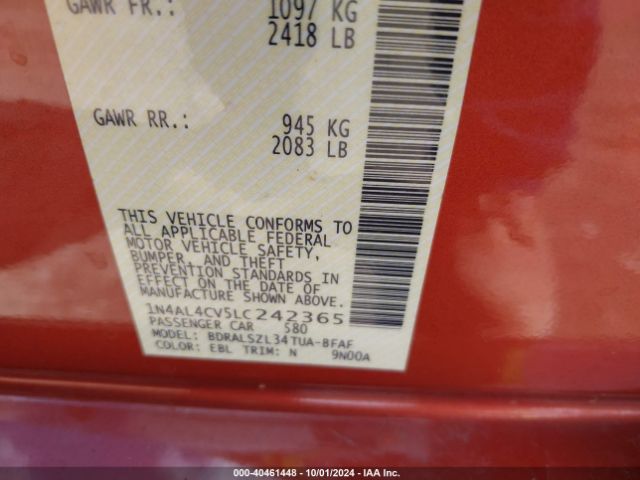 GAWR FR.: 1097 KG
2418 LB
GAWR RR.: 945 KG
2083 LB
THIS VEHICLE CONFORMS TO
ALL APPLICABLE FEDERAL
MOTOR VEHICLE SAFETY,
BUMPER, AND THEFT
PREVENTION STANDARDS IN
EFFECT ON THE DATE OF
MANUFACTURE SHOWN ABOVE.
1N4AL4CV5LC242365
PASSENGER CAR S80
MODEL: BDRALSZL34TUA-BFAF
COLOR: EBL TRIM: N 9N00A
000-40461448 - 10/01/2024 - IAA Inc.